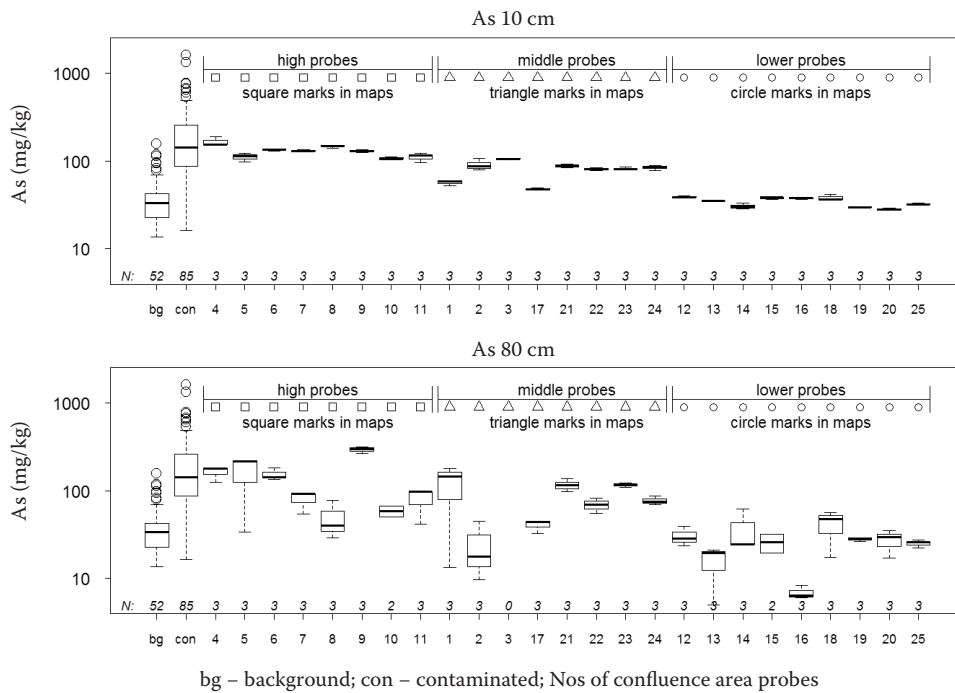 As 10 cm
As (mg/kg)
1000
100
10
high probes
square marks in maps
middle probes
triangle marks in maps
lower probes
circle marks in maps
N: 52 85 3 3 3 3 3 3 3 3 3 3 3 3 3 3 3 3 3 3 3 3 3 3 3 3 3
bg con 4 5 6 7 8 9 10 11 1 2 3 17 21 22 23 24 12 13 14 15 16 18 19 20 25
As 80 cm
As (mg/kg)
1000
100
10
high probes
square marks in maps
middle probes
triangle marks in maps
lower probes
circle marks in maps
N: 52 85 3 3 3 3 3 3 2 3 3 3 0 3 3 3 3 3 3 3 3 2 3 3 3 3 3
bg con 4 5 6 7 8 9 10 11 1 2 3 17 21 22 23 24 12 13 14 15 16 18 19 20 25
bg – background; con – contaminated; Nos of confluence area probes